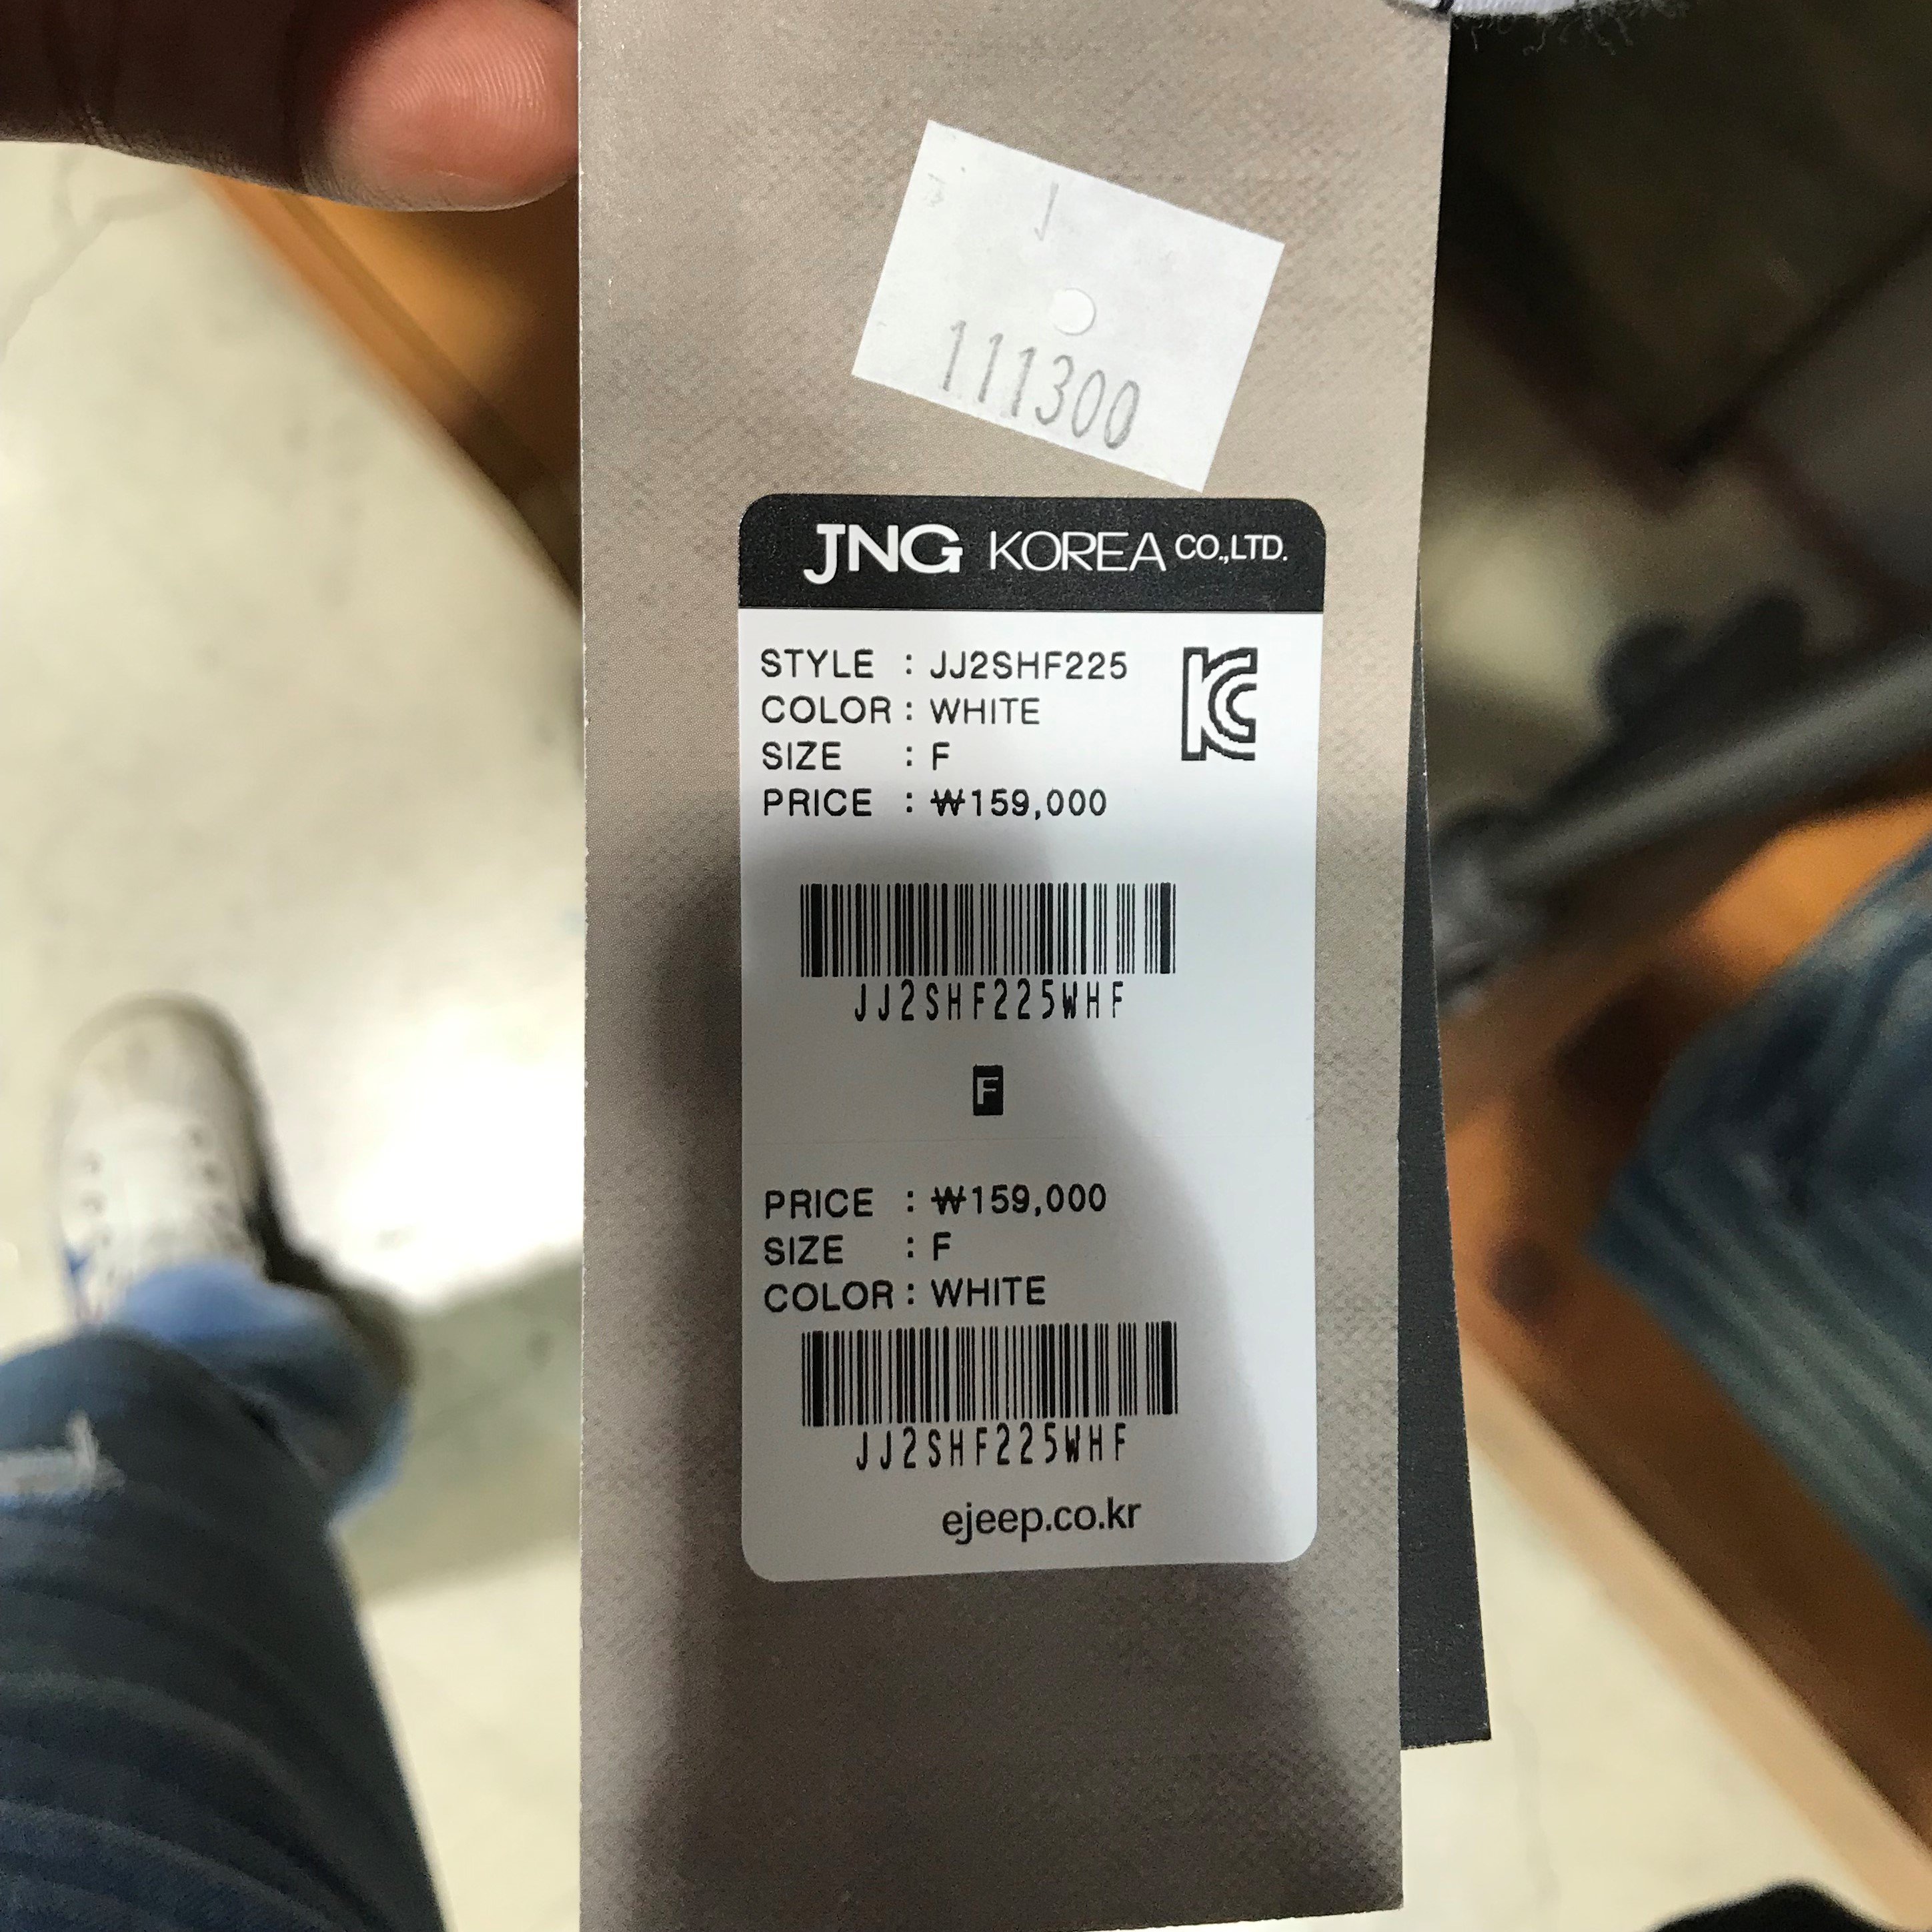 111300
JNG KOREA CO.,LTD.
STYLE : JJ2SHF225
COLOR : WHITE
SIZE : F
PRICE : ₩159,000
JJ2SHF225WHF
F
PRICE : ₩159,000
SIZE : F
COLOR : WHITE
JJ2SHF225WHF
ejeep.co.kr